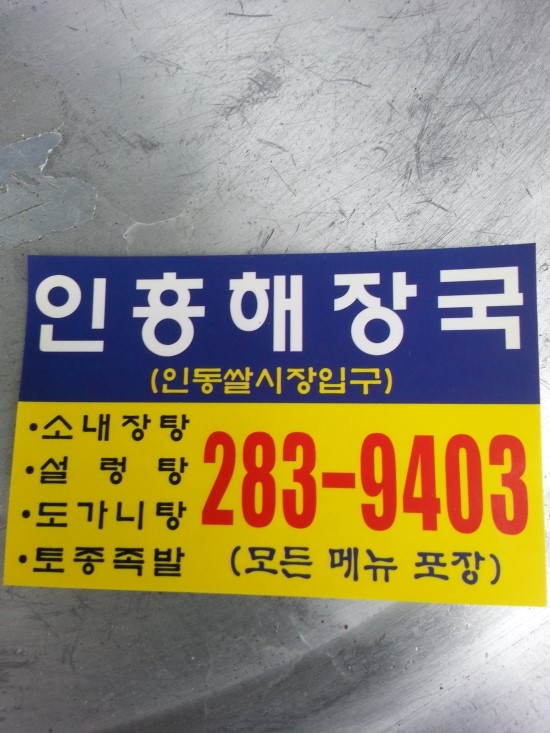 인흥해장국
(인동쌀시장입구)
·소내장탕
·설렁탕
·도가니탕
·토종족발
283-9403
(모든 메뉴 포장)